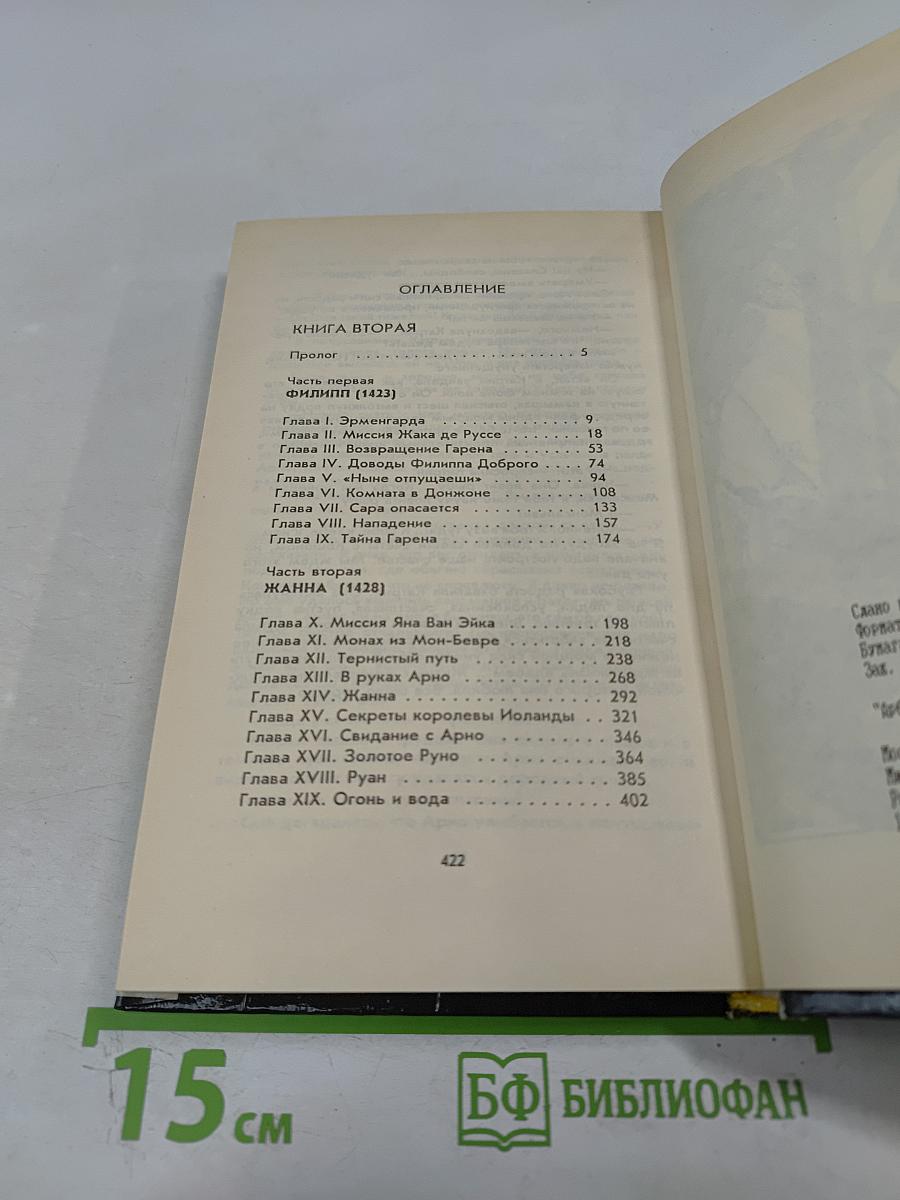 ОГЛАВЛЕНИЕ
КНИГА ВТОРАЯ
Пролог . . . . . . . . . . . . . . . . . . . . . . . . 5
Часть первая
ФИЛИПП (1423)
Глава I. Эрменгарда . . . . . . . . . . . . . . 9
Глава II. Миссия Жака де Руссе . . . . . . . 18
Глава III. Возвращение Гарена . . . . . . . . 53
Глава IV. Доводы Филиппа Доброго . . . . 74
Глава V. «Ныне отпущаеши» . . . . . . . . . 94
Глава VI. Комната в Донжоне . . . . . . . . 108
Глава VII. Сара опасается . . . . . . . . . . 133
Глава VIII. Нападение . . . . . . . . . . . . . 157
Глава IX. Тайна Гарена . . . . . . . . . . . . 174
Часть вторая
ЖАННА (1428)
Глава X. Миссия Яна Ван Эйка . . . . . . . 198
Глава XI. Монах из Мон-Бевре . . . . . . . 218
Глава XII. Тернистый путь . . . . . . . . . . 238
Глава XIII. В руках Арно . . . . . . . . . . . 268
Глава XIV. Жанна . . . . . . . . . . . . . . . . 292
Глава XV. Секреты королевы Иоланды . . 321
Глава XVI. Свидание с Арно . . . . . . . . 346
Глава XVII. Золотое Руно . . . . . . . . . . 364
Глава XVIII. Руан . . . . . . . . . . . . . . . 385
Глава XIX. Огонь и вода . . . . . . . . . . . 402
422
Сдано
Формат
Бумаг
Зак.
15 см
БФ БИБЛИОФАН